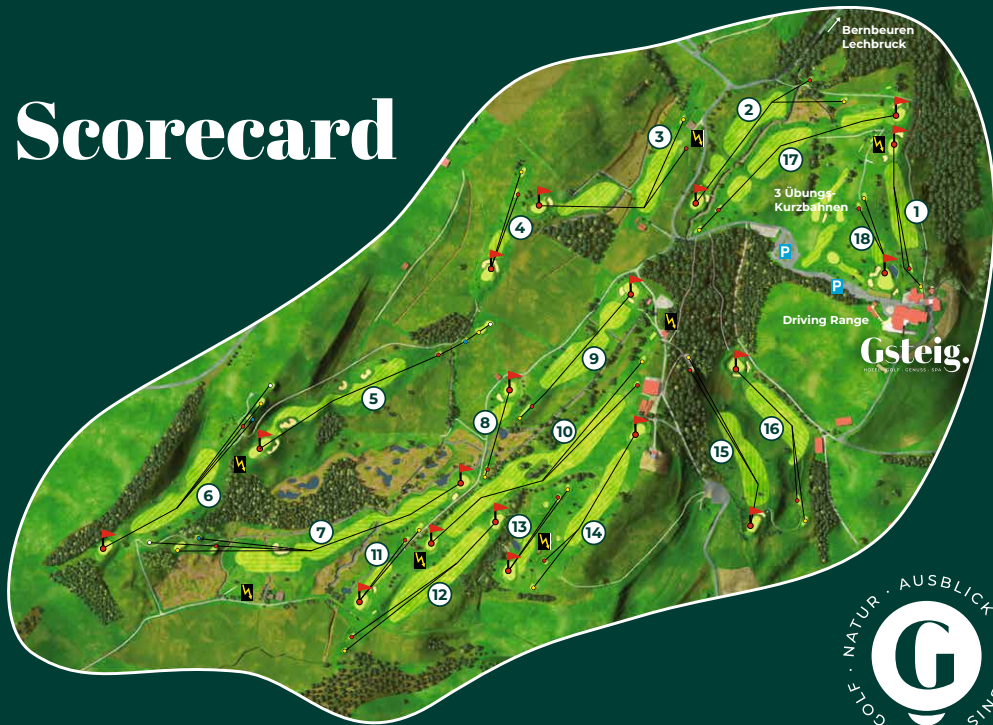 Scorecard
Bernbeuren
Lechbruck
2
3
17
3 Übungs-
Kurzbahnen
1
4
18
P
P
Driving Range
Gsteig.
HOTEL · GOLF · GENUSS · SPA
9
5
8
10
16
15
6
7
13
14
11
12
GOLF · NATUR · AUSBLICK
G